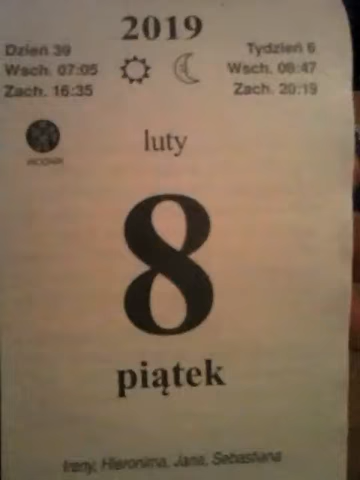 2019
Dzień 39
Wsch. 07:05
Zach. 16:35
Tydzień 6
Wsch. 08:47
Zach. 20:19
luty
8
piątek
Ireny, Hieronima, Jana, Sebastiana